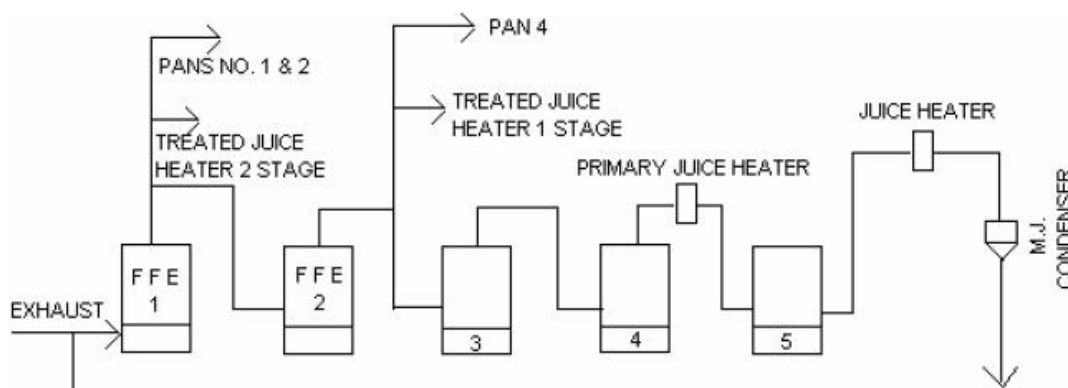 PAN 4
PANS NO. 1 & 2
TREATED JUICE
HEATER 1 STAGE
JUICE HEATER
TREATED JUICE
HEATER 2 STAGE
PRIMARY JUICE HEATER
M.J.
CONDENSER
F F E
1
F F E
2
EXHAUST
3
4
5